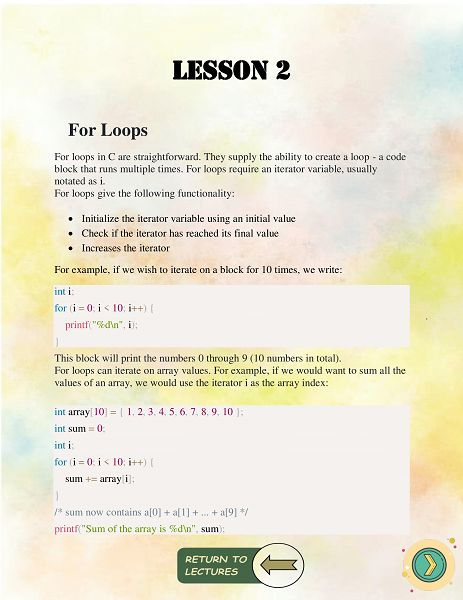 LESSON 2
For Loops
For loops in C are straightforward. They supply the ability to create a loop - a code
block that runs multiple times. For loops require an iterator variable, usually
notated as i.
For loops give the following functionality:
• Initialize the iterator variable using an initial value
• Check if the iterator has reached its final value
• Increases the iterator
For example, if we wish to iterate on a block for 10 times, we write:
int i;
for (i = 0; i < 10; i++) {
printf("%d\n", i);
}
This block will print the numbers 0 through 9 (10 numbers in total).
For loops can iterate on array values. For example, if we would want to sum all the
values of an array, we would use the iterator i as the array index:
int array[10] = { 1, 2, 3, 4, 5, 6, 7, 8, 9, 10 };
int sum = 0;
int i;
for (i = 0; i < 10; i++) {
sum += array[i];
}
/* sum now contains a[0] + a[1] + ... + a[9] */
printf("Sum of the array is %d\n", sum);
RETURN TO
LECTURES